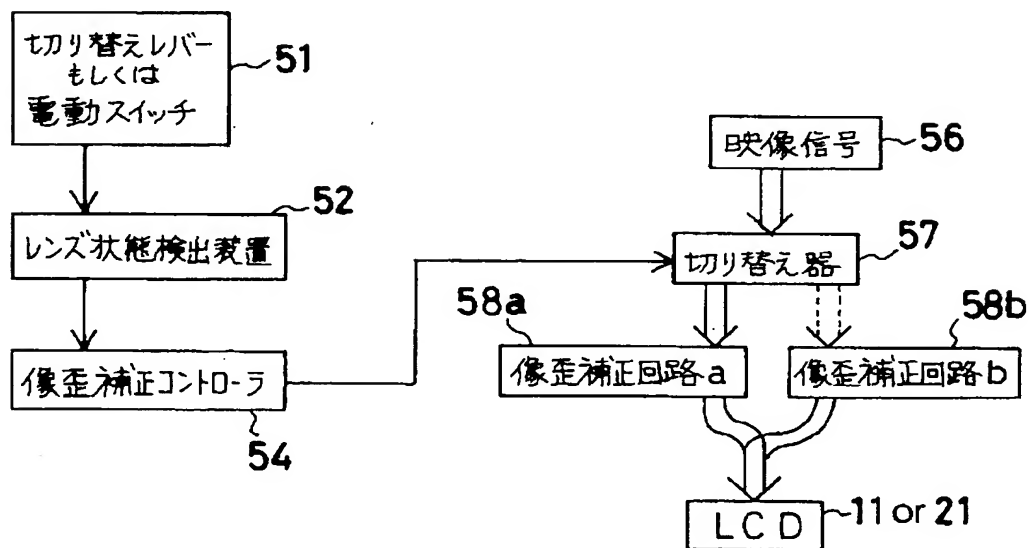 切り替えレバー
もしくは
電動スイッチ
51
52
レンズ状態検出装置
像歪補正コントローラ
54
映像信号
56
57
切り替え器
58a
58b
像歪補正回路a
像歪補正回路b
LCD
11 or 21